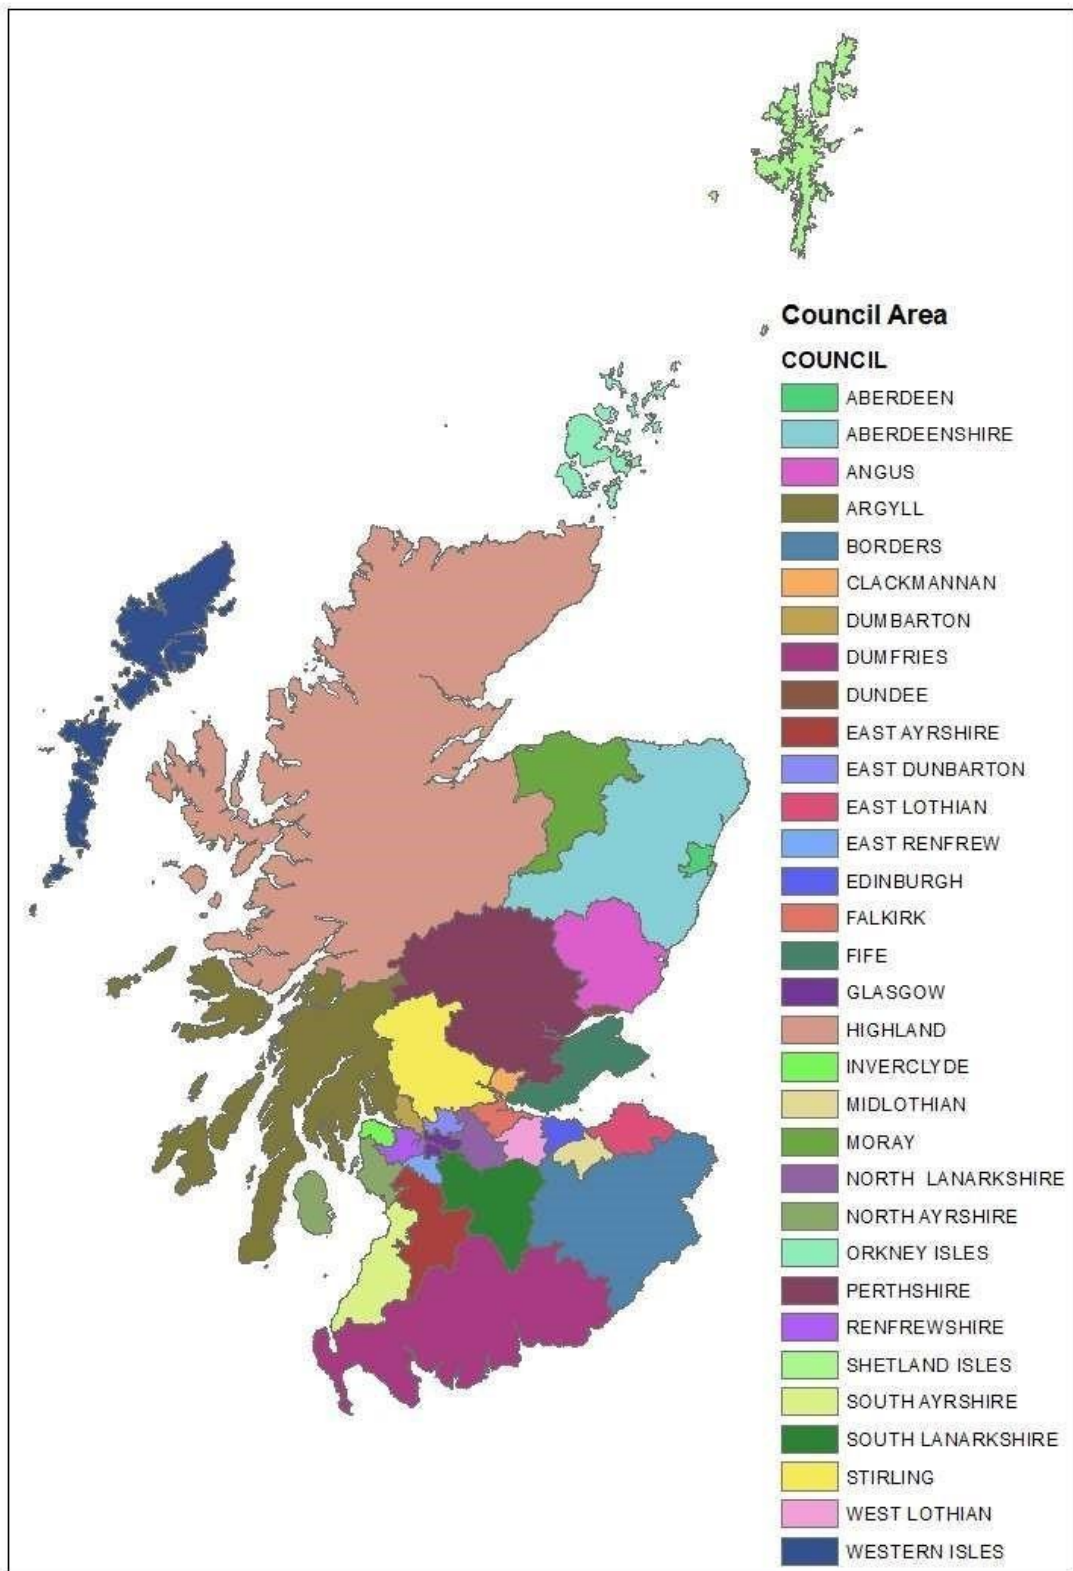 Council Area
COUNCIL
ABERDEEN
ABERDEENSHIRE
ANGUS
ARGYLL
BORDERS
CLACKMANNAN
DUMBARTON
DUMFRIES
DUNDEE
EAST AYRSHIRE
EAST DUNBARTON
EAST LOTHIAN
EAST RENFREW
EDINBURGH
FALKIRK
FIFE
GLASGOW
HIGHLAND
INVERCLYDE
MIDLOTHIAN
MORAY
NORTH LANARKSHIRE
NORTH AYRSHIRE
ORKNEY ISLES
PERTHSHIRE
RENFREWSHIRE
SHETLAND ISLES
SOUTH AYRSHIRE
SOUTH LANARKSHIRE
STIRLING
WEST LOTHIAN
WESTERN ISLES